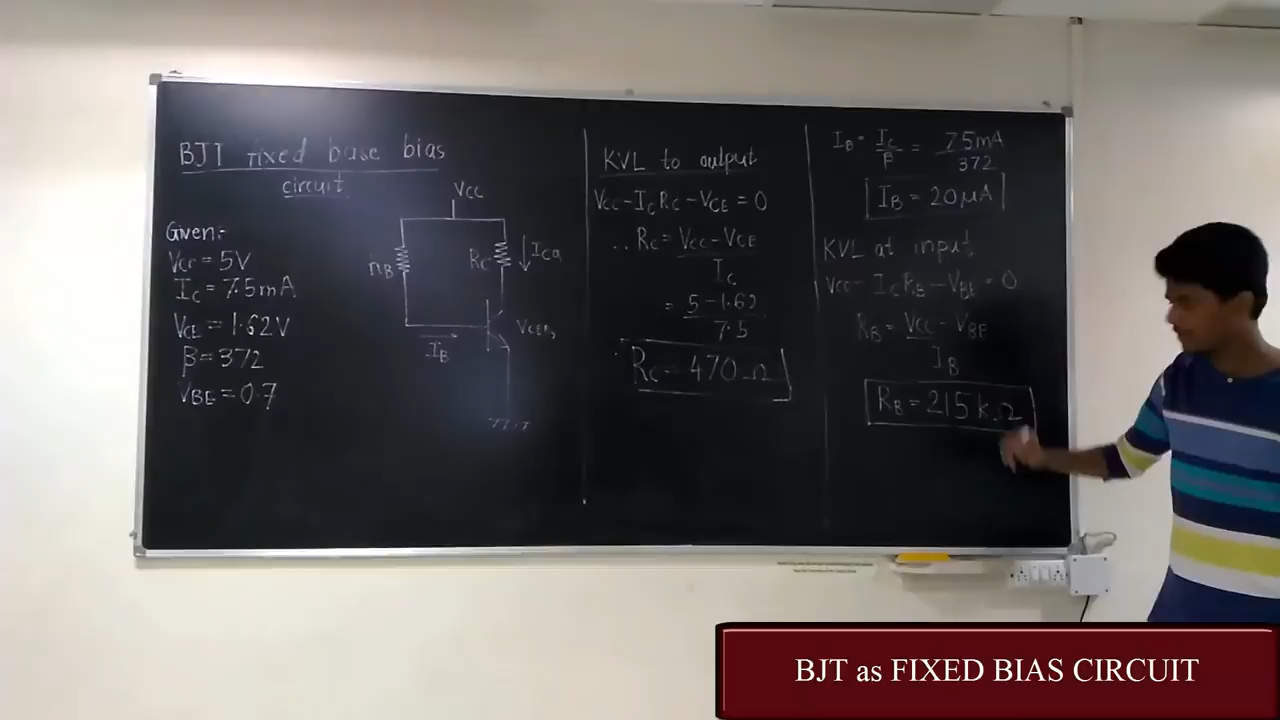 BJT fixed base bias
circuit
Given:-
Vcc = 5V
Ic = 7.5mA
VCE = 1.62V
β = 372
VBE = 0.7
Vcc
RB
Rc
ICQ
VCEQ
IB
KVL to output
Vcc - IcRc - VCE = 0
∴ Rc = Vcc - VCE
Ic
= 5 - 1.62
7.5
Rc = 470 Ω
IB = Ic = 7.5mA
β 372
IB = 20μA
KVL at input,
Vcc - IcRB - VBE = 0
RB = Vcc - VBE
IB
RB = 215 k.Ω
BJT as FIXED BIAS CIRCUIT